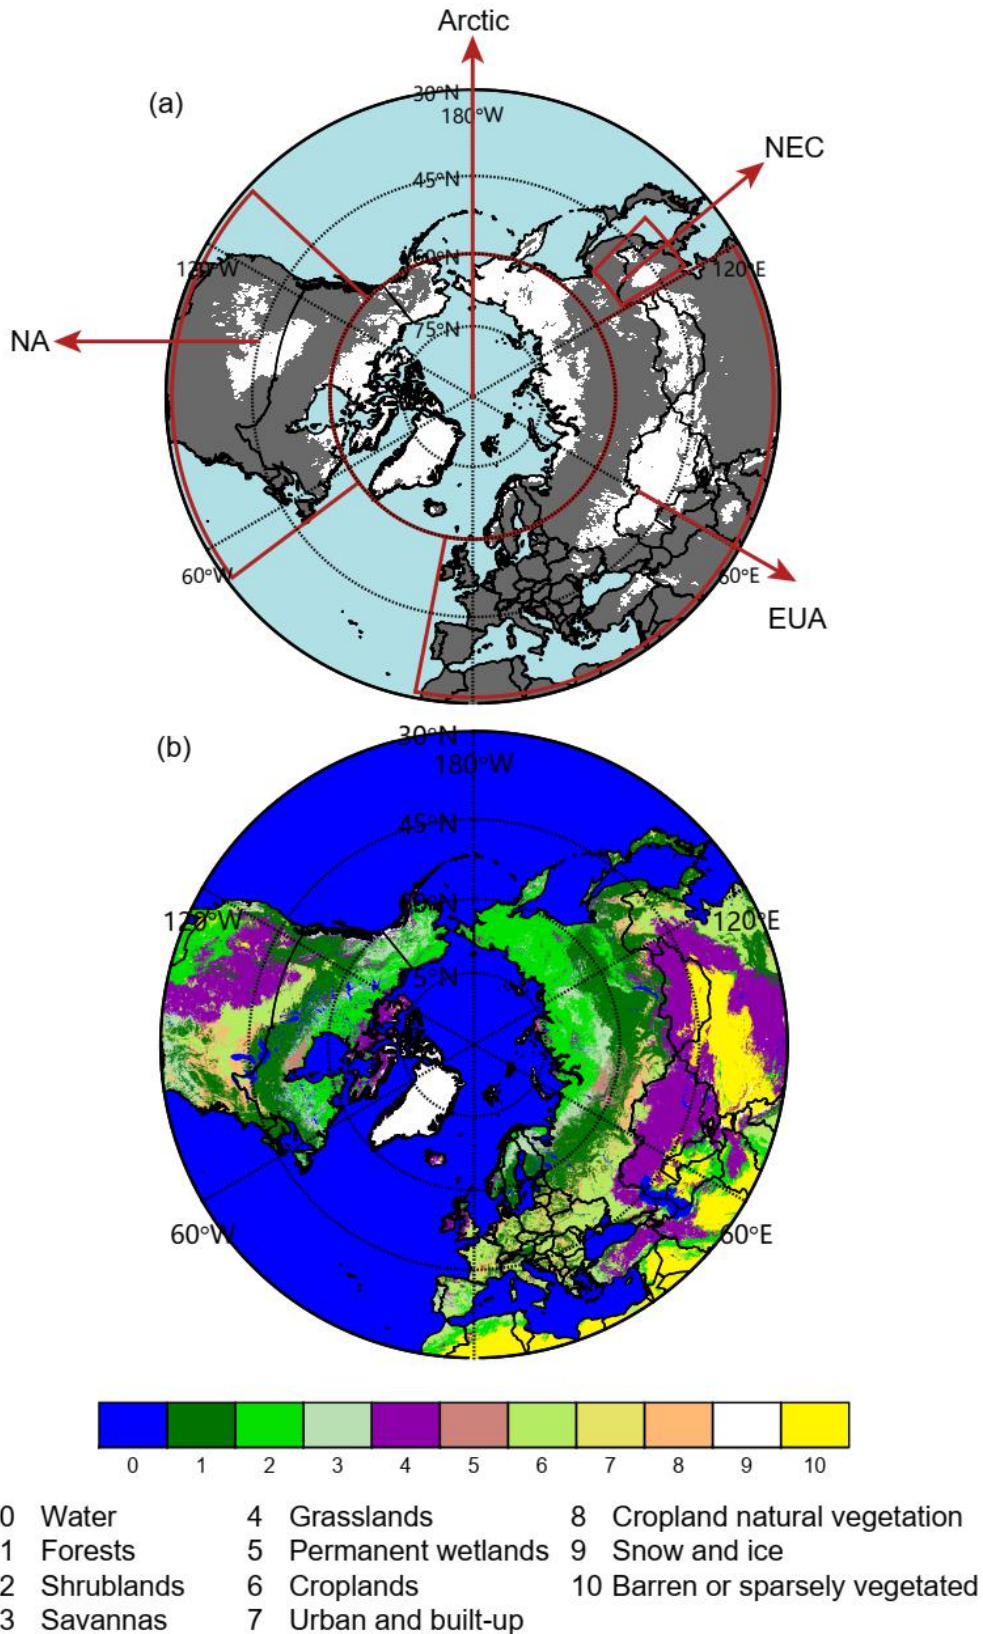 Arctic
(a)
30°N
180°W
NEC
45°N
60°N
120°W
120°E
75°N
NA
60°W
60°E
EUA
(b)
30°N
180°W
45°N
120°W
120°E
5°N
60°W
60°E
0 1 2 3 4 5 6 7 8 9 10
0 Water 4 Grasslands 8 Cropland natural vegetation
1 Forests 5 Permanent wetlands 9 Snow and ice
2 Shrublands 6 Croplands 10 Barren or sparsely vegetated
3 Savannas 7 Urban and built-up